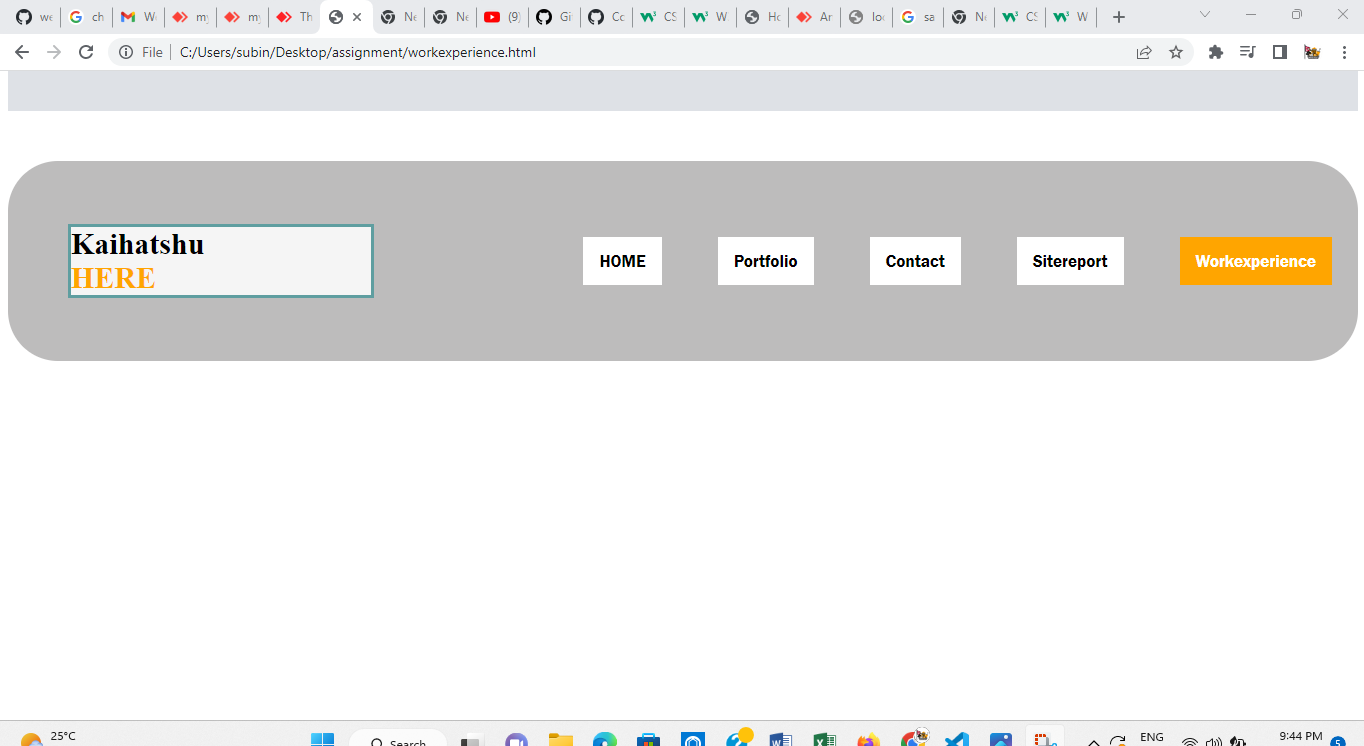 we
ch
W
my
my
Th
Ne
Ne
(9)
Gi
Cc
CS
W
Ho
Ar
loc
sa
Ne
CS
W
File
C:/Users/subin/Desktop/assignment/workexperience.html
Kaihatshu
HERE
HOME
Portfolio
Contact
Sitereport
Workexperience
25°C
Search
ENG
9:44 PM
5